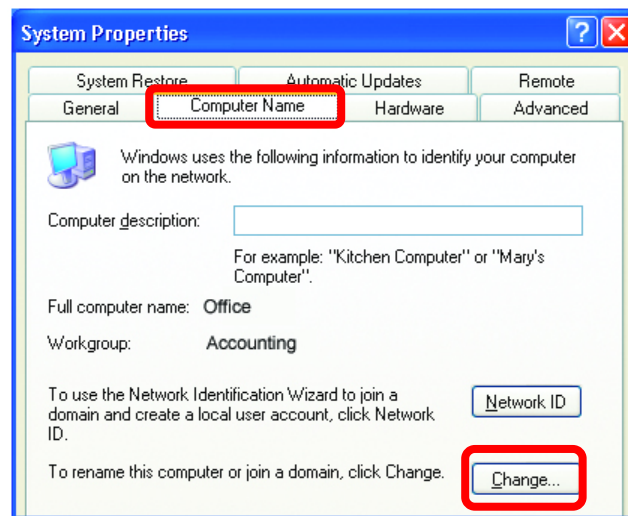 System Properties
System Restore Automatic Updates Remote
General Computer Name Hardware Advanced
Windows uses the following information to identify your computer
on the network.
Computer description:
For example: "Kitchen Computer" or "Mary's
Computer".
Full computer name: Office
Workgroup: Accounting
To use the Network Identification Wizard to join a
domain and create a local user account, click Network
ID.
Network ID
To rename this computer or join a domain, click Change.
Change...